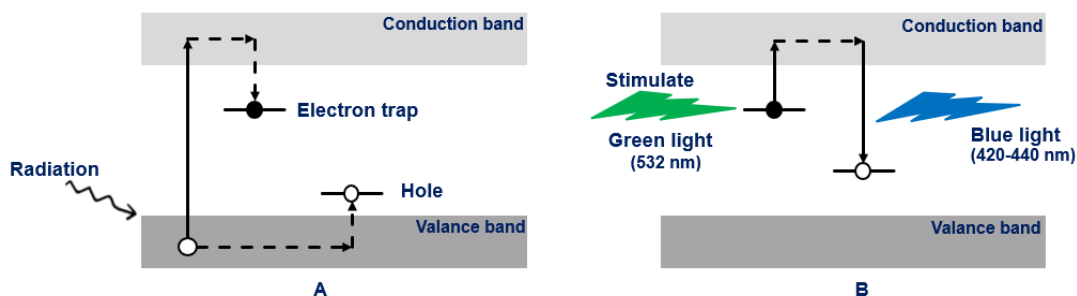 Conduction band
Electron trap
Radiation
Hole
Valance band
A
Conduction band
Stimulate
Green light
(532 nm)
Blue light
(420-440 nm)
Valance band
B